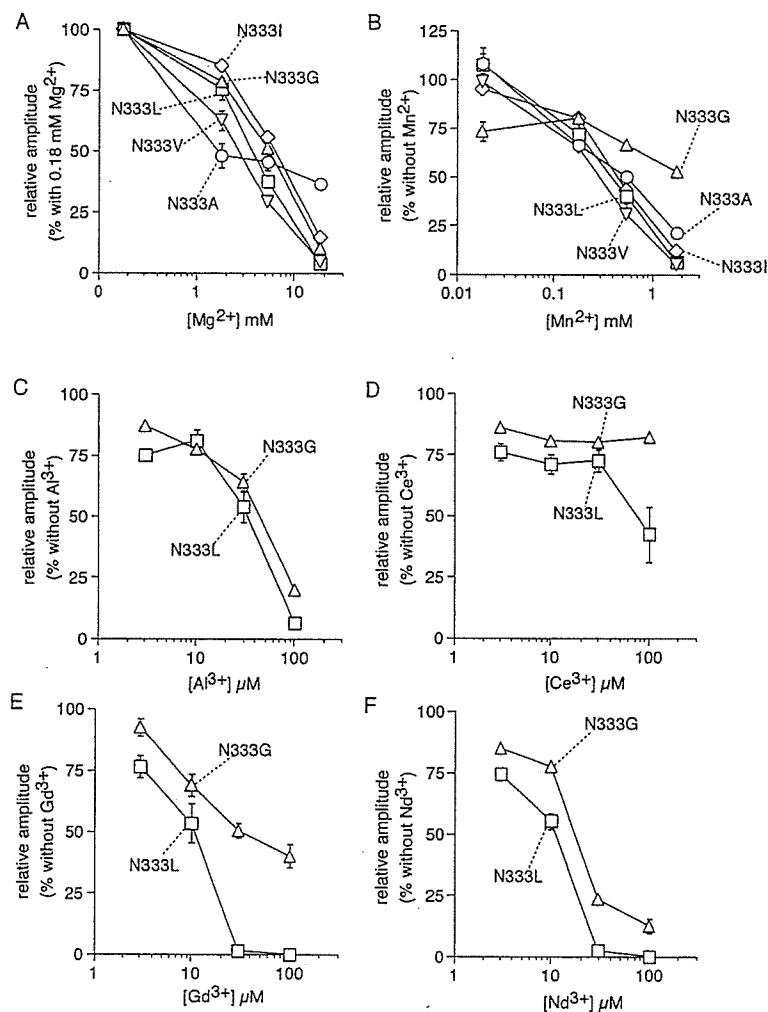 A
100
75
50
25
0
relative amplitude
(% with 0.18 mM Mg2+)
N333I
N333G
N333L
N333V
N333A
0
1
10
[Mg2+] mM
B
125
100
75
50
25
0
relative amplitude
(% without Mn2+)
N333G
N333L
N333A
N333V
N333I
0.01
0.1
1
[Mn2+] mM
C
100
75
50
25
0
relative amplitude
(% without Al3+)
N333G
N333L
1
10
100
[Al3+] µM
D
100
75
50
25
0
relative amplitude
(% without Ce3+)
N333G
N333L
1
10
100
[Ce3+] µM
E
100
75
50
25
0
relative amplitude
(% without Gd3+)
N333G
N333L
1
10
100
[Gd3+] µM
F
100
75
50
25
0
relative amplitude
(% without Nd3+)
N333G
N333L
1
10
100
[Nd3+] µM